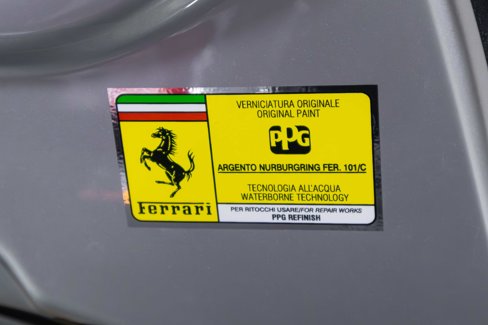 VERNICIATURA ORIGINALE
ORIGINAL PAINT
PPG
ARGENTO NURBURGRING FER. 101/C
TECNOLOGIA ALL'ACQUA
WATERBORNE TECHNOLOGY
Ferrari
PER RITOCCHI USARE/FOR REPAIR WORKS
PPG REFINISH